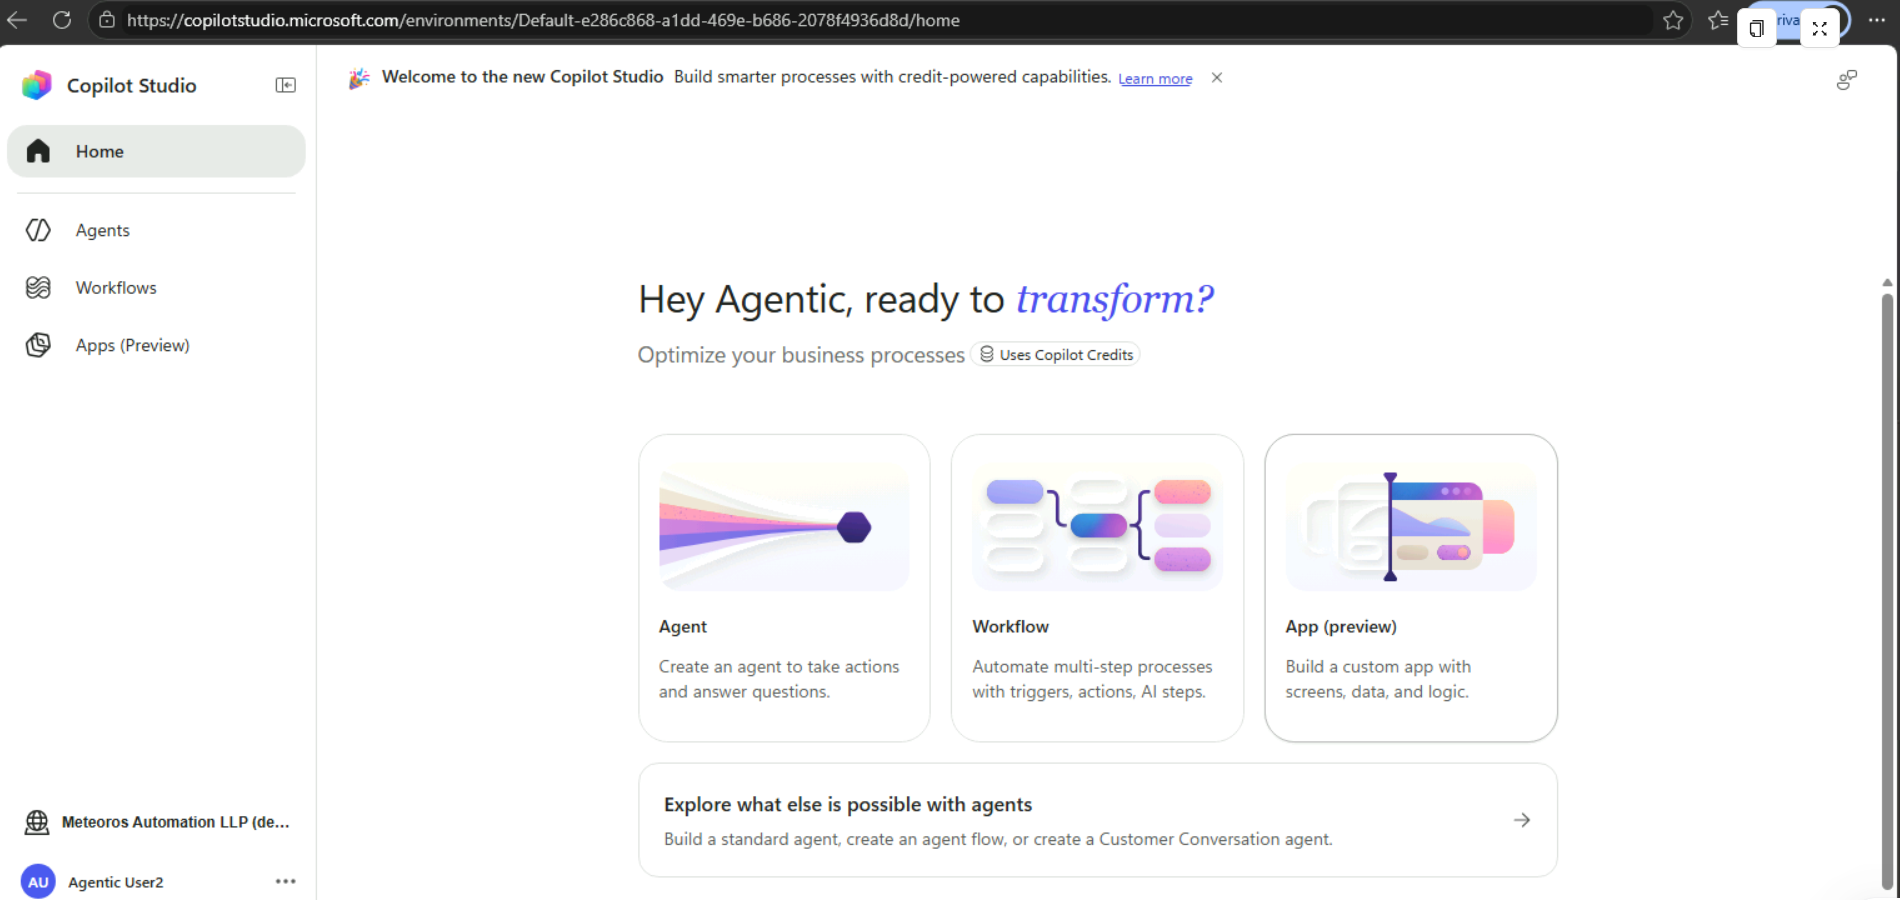 https://copilotstudio.microsoft.com/environments/Default-e286c868-a1dd-469e-b686-2078f4936d8d/home
Copilot Studio
Home
Agents
Workflows
Apps (Preview)
Meteoros Automation LLP (de...
AU
Agentic User2
Welcome to the new Copilot Studio Build smarter processes with credit-powered capabilities. Learn more
Hey Agentic, ready to transform?
Optimize your business processes Uses Copilot Credits
Agent
Create an agent to take actions
and answer questions.
Workflow
Automate multi-step processes
with triggers, actions, AI steps.
App (preview)
Build a custom app with
screens, data, and logic.
Explore what else is possible with agents
Build a standard agent, create an agent flow, or create a Customer Conversation agent.